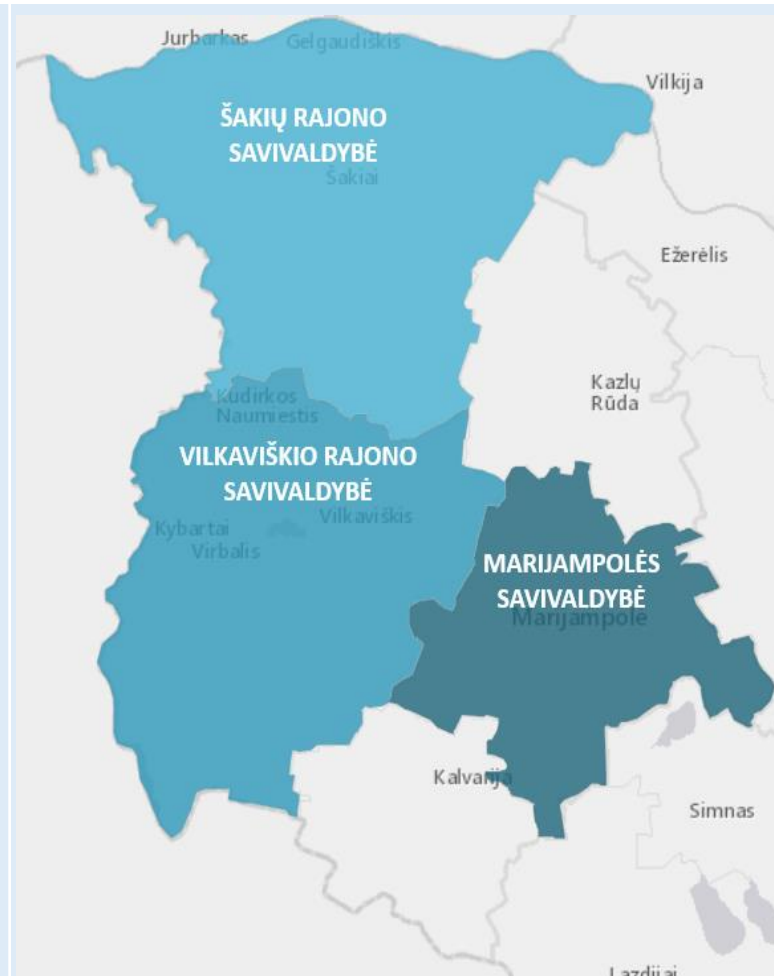 Jurbarkas
Gelgaudiškis
Vilkija
ŠAKIŲ RAJONO
SAVIVALDYBĖ
Šakiai
Ežerėlis
Kazlų
Rūda
Kudirkos
Naumiestis
VILKAVIŠKIO RAJONO
SAVIVALDYBĖ
Vilkaviškis
Kybartai
Virbalis
MARIJAMPOLĖS
SAVIVALDYBĖ
Marijampolė
Kalvarija
Simnas
Lazdijai